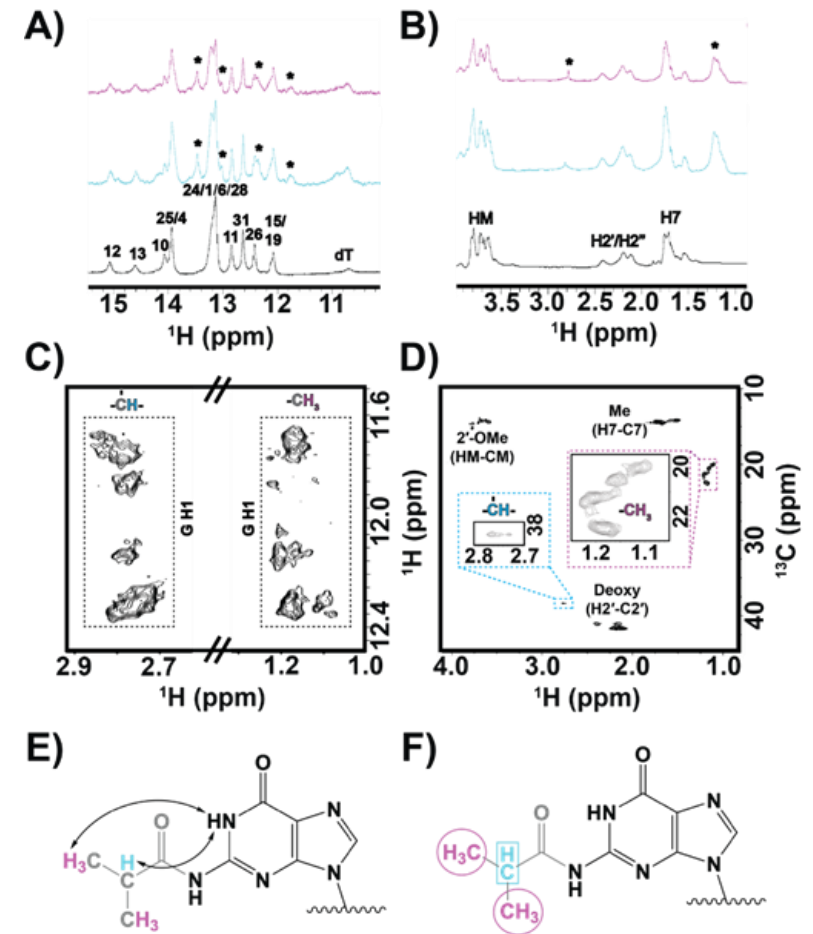 A)
* * * *
* * * *
24/1/6/28
25/4
31
15/
12
13
10
11
26
19
dT
15 14 13 12 11
¹H (ppm)
B)
* *
HM
H2'/H2"
H7
3.5 3.0 2.5 2.0 1.5 1.0
¹H (ppm)
C)
-CH-
-CH₃
G H1
G H1
11.6
12.0
12.4
¹H (ppm)
2.9 2.7 1.2 1.0
¹H (ppm)
D)
2'-OMe
(HM-CM)
Me
(H7-C7)
-CH-
38
2.8 2.7
-CH₃
20
22
1.2 1.1
Deoxy
(H2'-C2')
10
20
30
40
¹³C (ppm)
4.0 3.0 2.0 1.0
¹H (ppm)
E)
O
O
HN
N
H₃C
H
C
N
H
N
N
CH₃
F)
O
O
HN
N
H₃C
H
C
N
H
N
N
CH₃